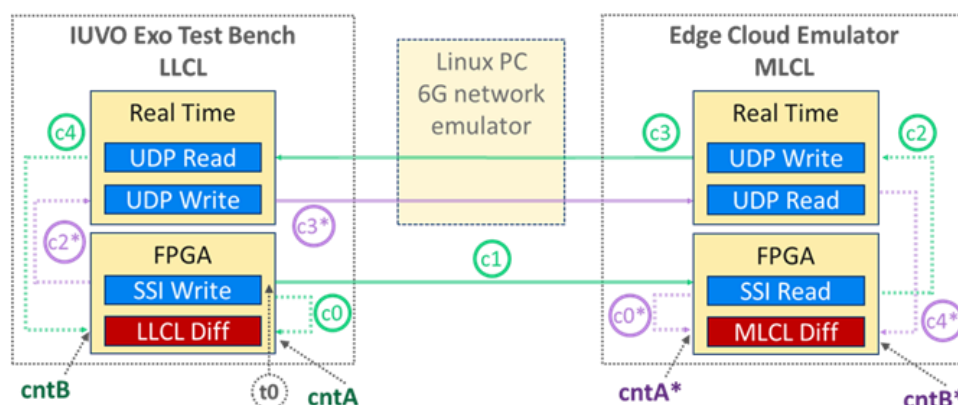 IUVO Exo Test Bench
LLCL
Edge Cloud Emulator
MLCL
Linux PC
6G network
emulator
Real Time
UDP Read
UDP Write
Real Time
UDP Write
UDP Read
c4
c3
c2
c2*
c3*
c1
FPGA
SSI Write
LLCL Diff
FPGA
SSI Read
MLCL Diff
c0
c0*
c4*
cntB
t0
cntA
cntA*
cntB*